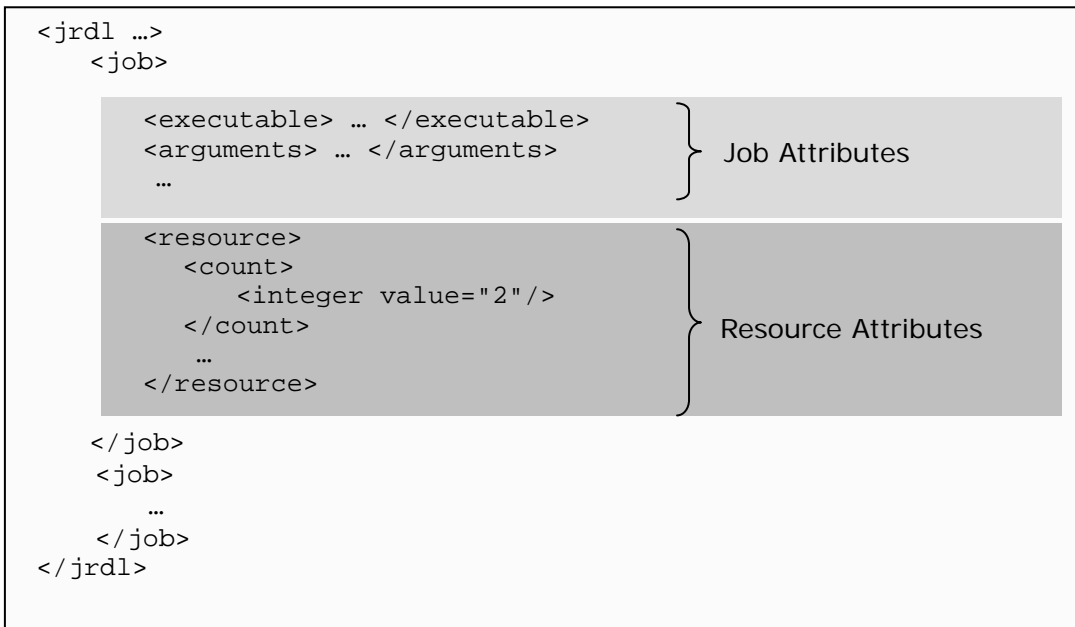 <jrdl …>
<job>
<executable> … </executable>
<arguments> … </arguments>
…
Job Attributes
<resource>
<count>
<integer value="2"/>
</count>
…
</resource>
Resource Attributes
</job>
<job>
…
</job>
</jrdl>